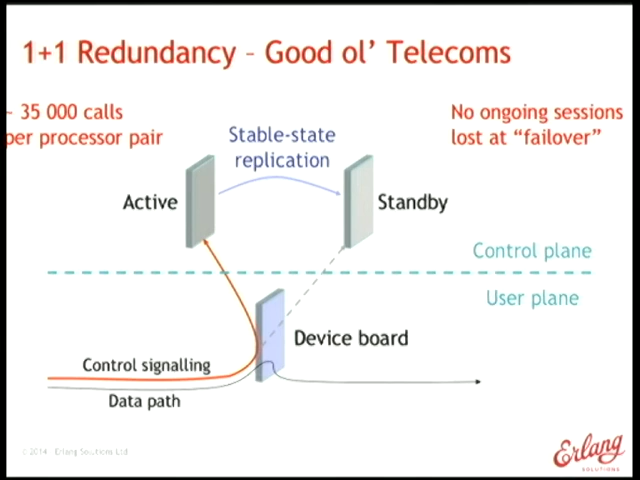 1+1 Redundancy – Good ol' Telecoms
~ 35 000 calls
per processor pair
No ongoing sessions
lost at "failover"
Stable-state
replication
Active
Standby
Control plane
User plane
Device board
Control signalling
Data path
© 2014 - Erlang Solutions Ltd
Erlang
SOLUTIONS